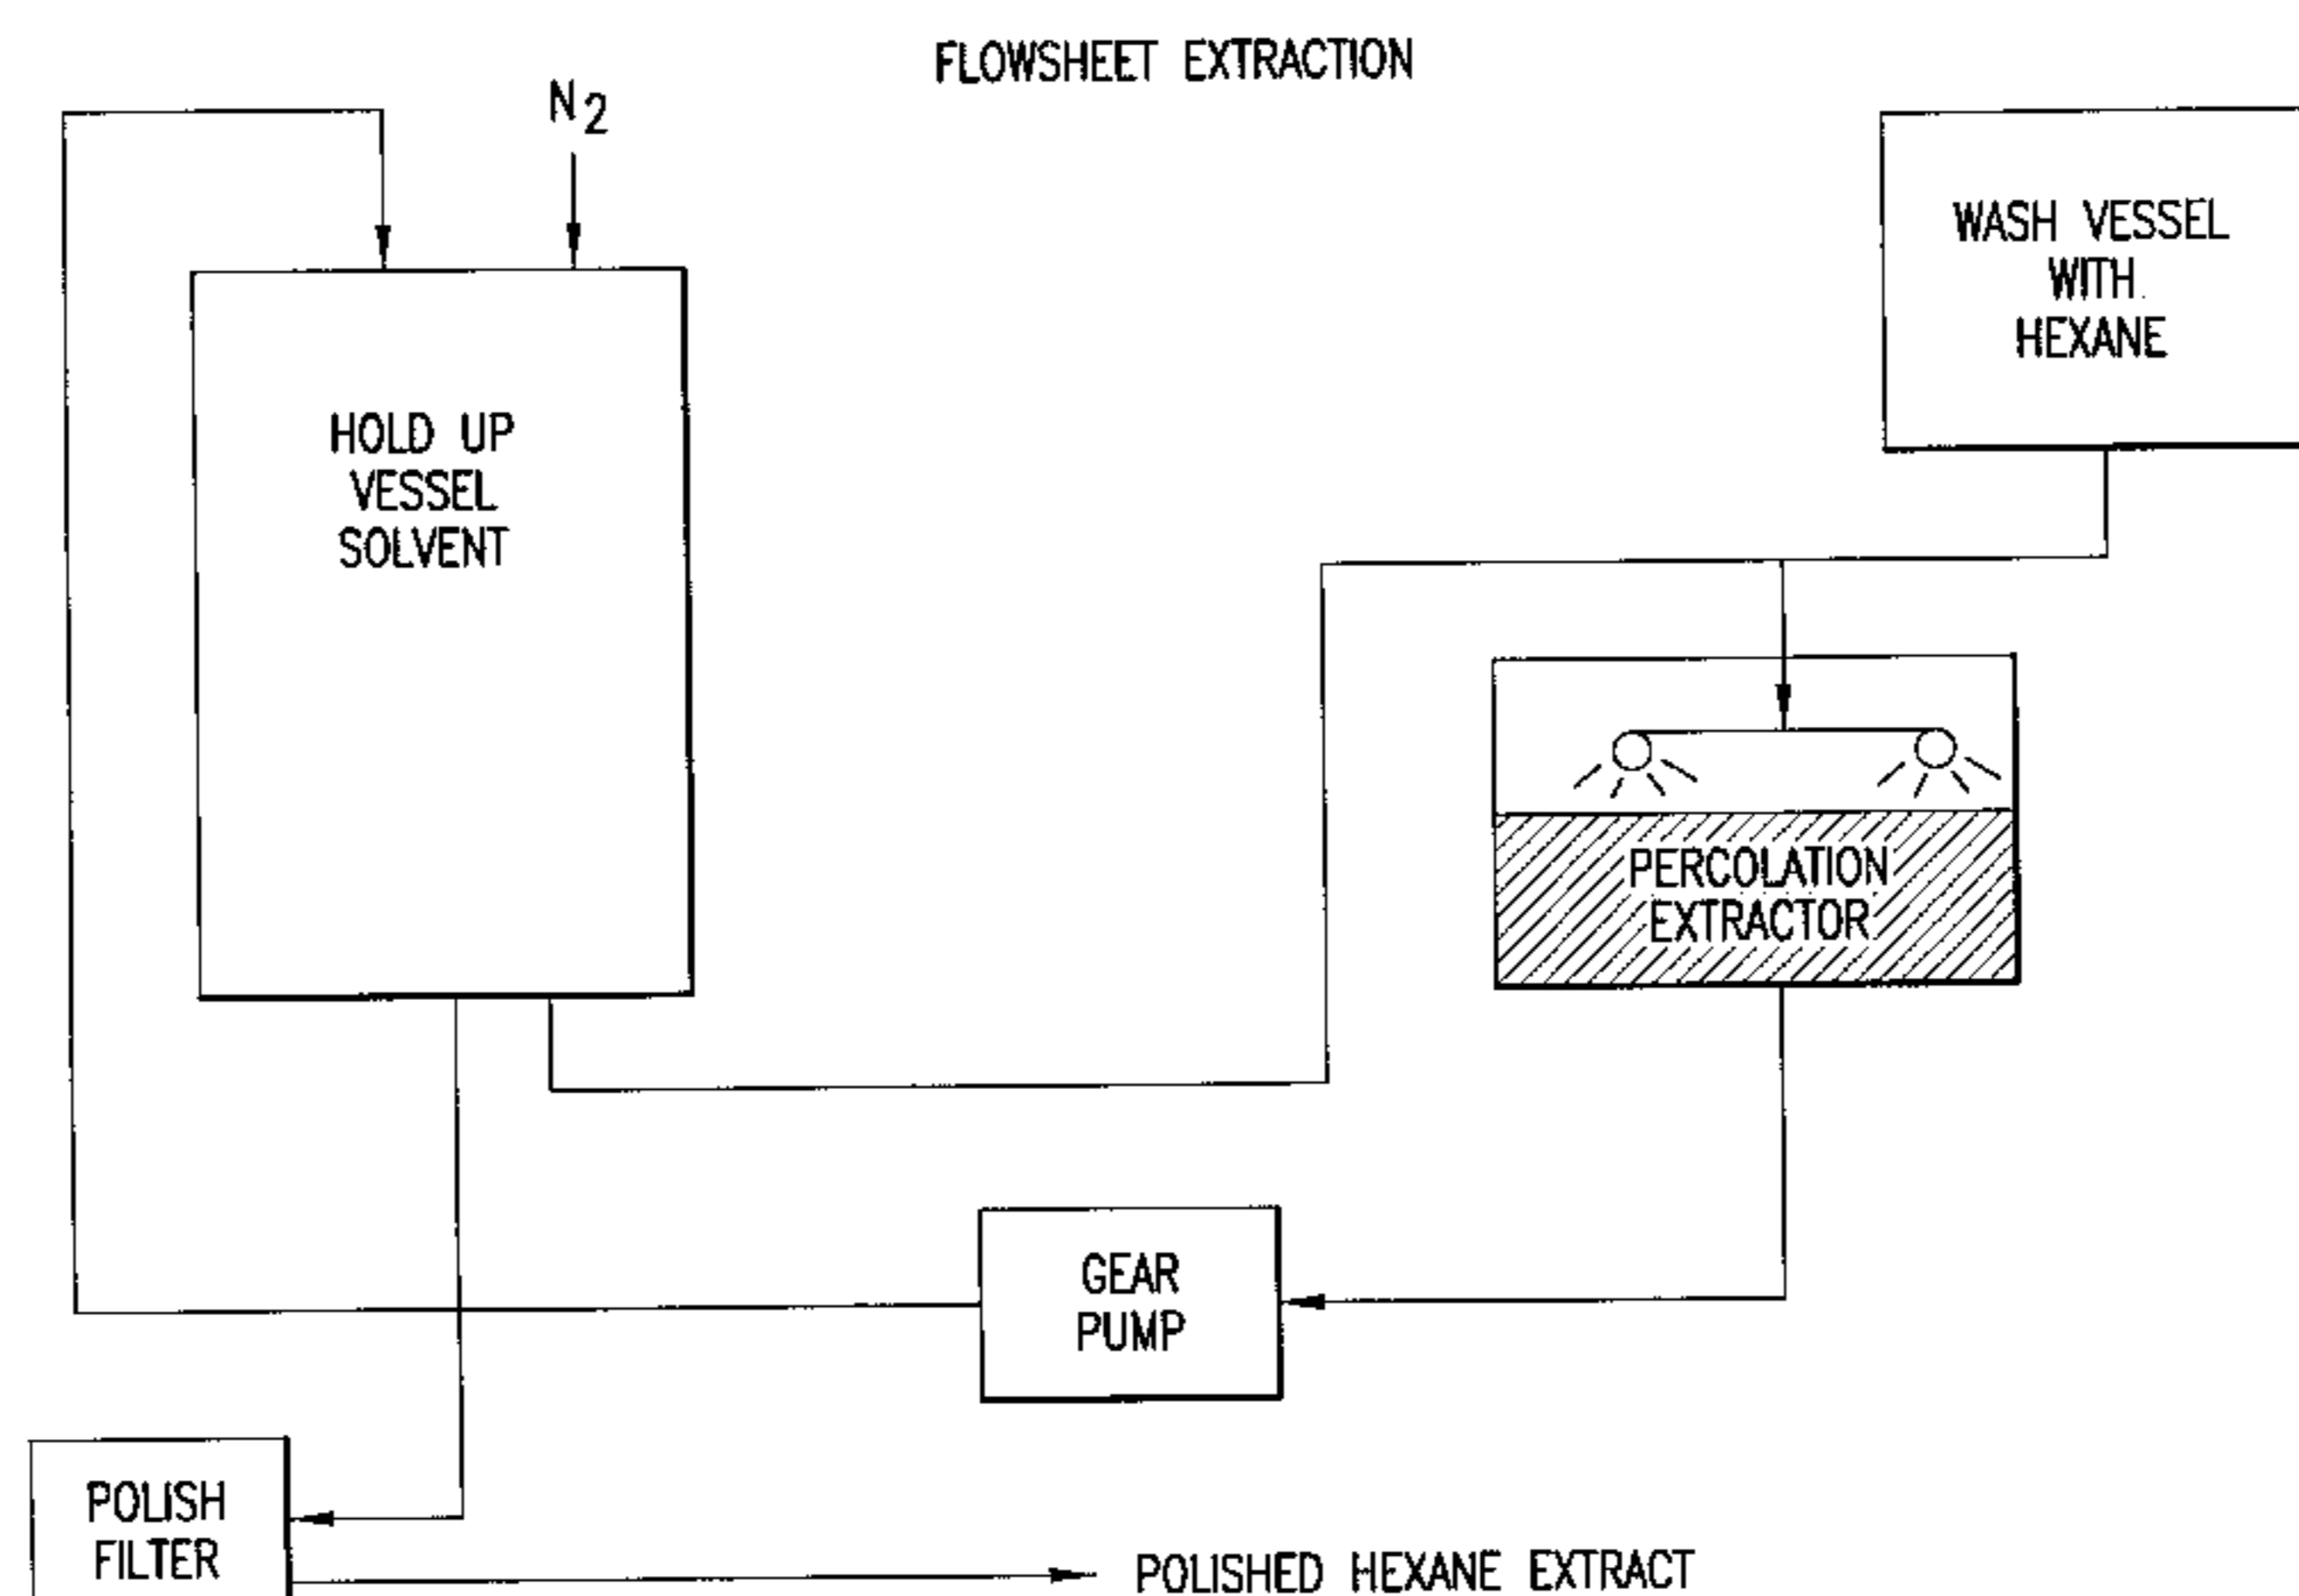 FLOWSHEET EXTRACTION
N2
WASH VESSEL
WITH
HEXANE
HOLD UP
VESSEL
SOLVENT
PERCOLATION
EXTRACTOR
GEAR
PUMP
POLISH
FILTER
POLISHED HEXANE EXTRACT